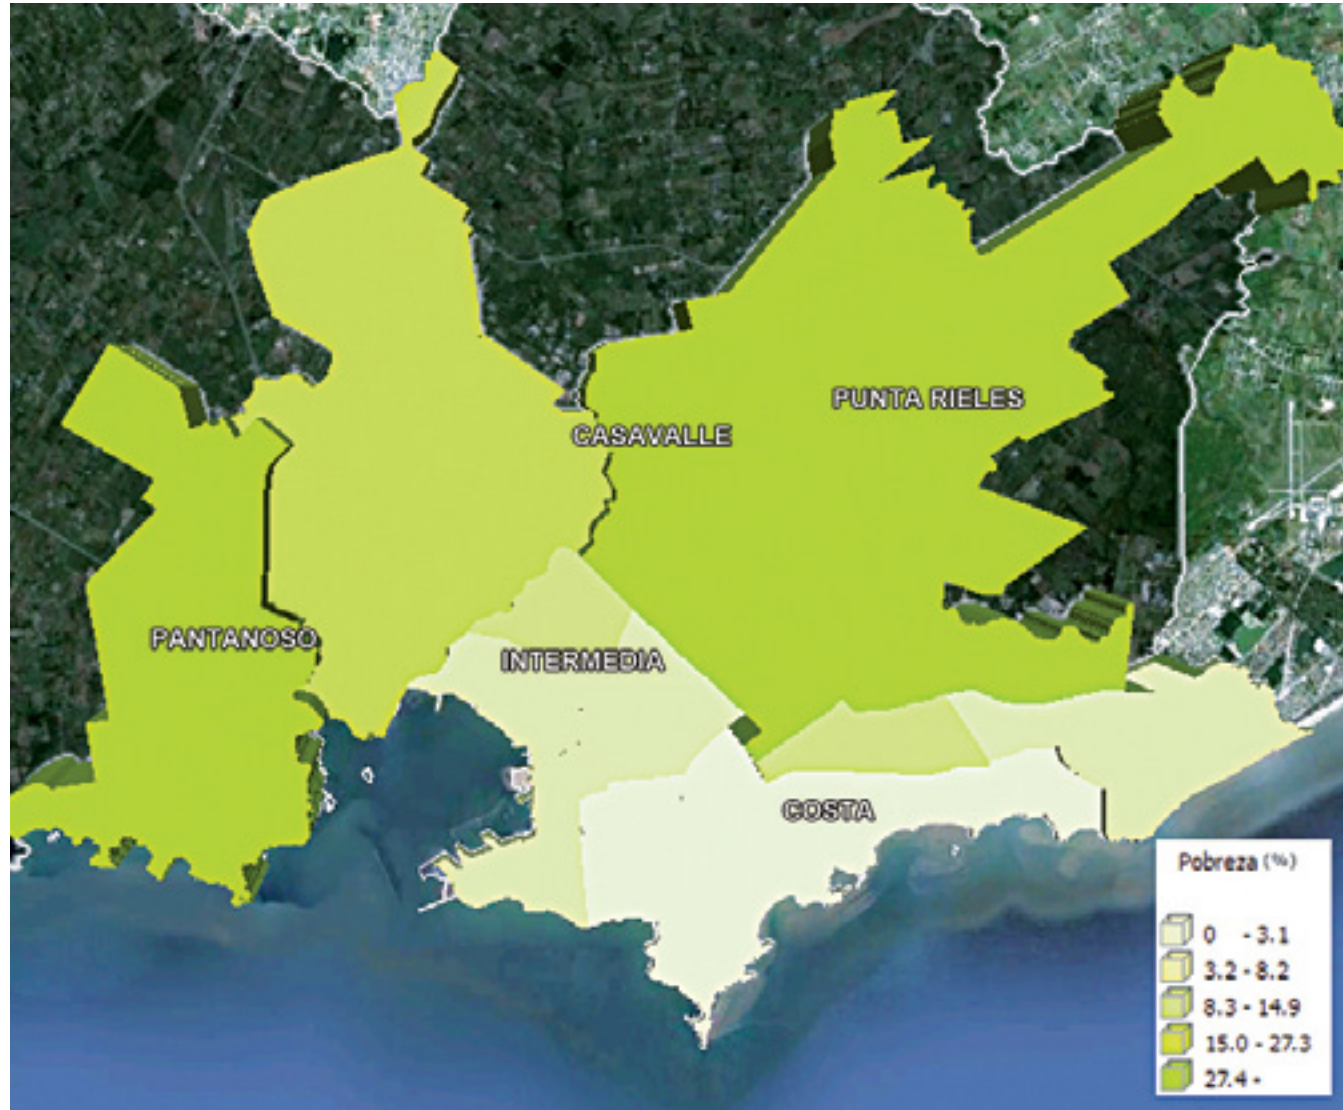 PUNTA RIELES
CASAVALLE
PANTANOSO
INTERMEDIA
COSTA
Pobreza (%)
0 - 3.1
3.2 - 8.2
8.3 - 14.9
15.0 - 27.3
27.4 -